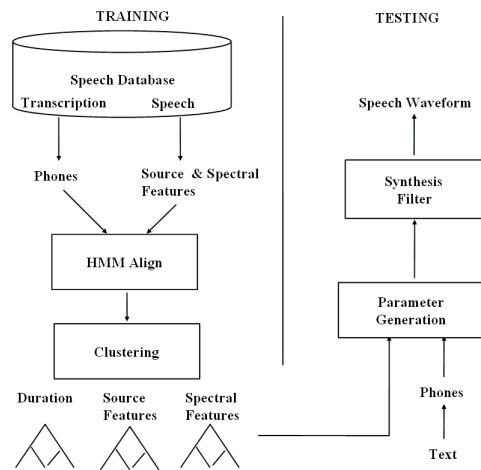 TRAINING
Speech Database
Transcription Speech
Phones
Source & Spectral
Features
HMM Align
Clustering
Duration
Source
Features
Spectral
Features
TESTING
Speech Waveform
Synthesis
Filter
Parameter
Generation
Phones
Text